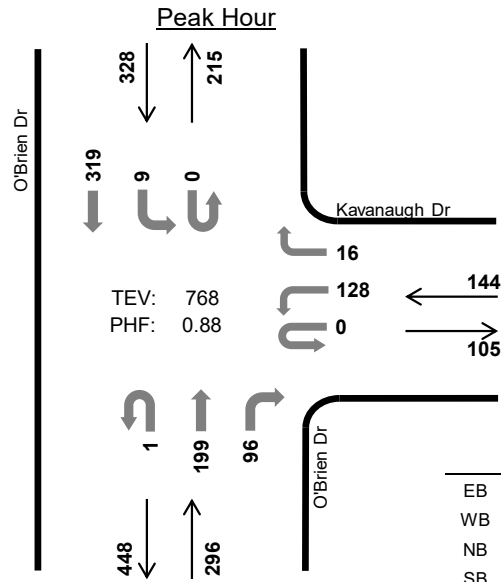 Peak Hour
328
215
O'Brien Dr
319
9
0
Kavanaugh Dr
16
TEV: 768
128
144
PHF: 0.88
0
105
1
199
96
O'Brien Dr
448
296
EB
WB
NB
SB